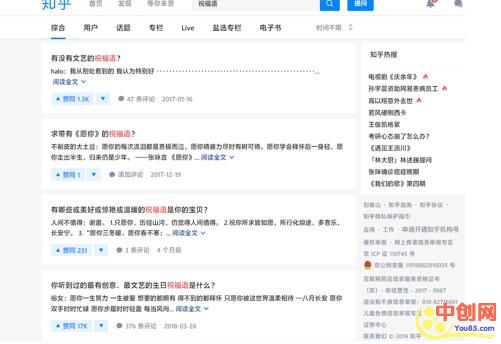 知乎 首页 发现 等你来答 祝福语 提问
综合 用户 话题 专栏 Live 盐选专栏 电子书 时间不限
有没有文艺的祝福语？
halo：我从别处看到的 我认为特别好 ······
阅读全文
赞同 1.3K 47 条评论 2017-01-16
求带有《愿你》的祝福语？
不削皮的大土豆：愿你的每次流泪都是喜极而泣，愿你精疲力尽时有树可倚，愿你学会释怀后一身轻，愿
你走出半生，归来仍是少年。 ——张咏言《愿你》... 阅读全文
赞同 1 添加评论 2017-12-19
有哪些或美好或惊艳或温暖的祝福语是你的宝贝？
人间不值得：谢邀。 1.只愿你，历经山河，仍觉得人间值得。 2.祝你所求皆如愿，所行化坦途，多喜乐，
长安宁。 3. "愿你三冬暖，愿你春不寒； ... 阅读全文
赞同 231 3 条评论 4 个月前
你听到过的最有创意、最文艺的生日祝福语是什么？
俗女：愿你一生努力 一生被爱 想要的都拥有 得不到的都释怀 只愿你被这世界温柔相待 一八月长安 愿你
双手时时忙碌 愿你步履时时轻盈 每当风雨... 阅读全文
赞同 17K 376 条评论 2018-03-26
知乎热搜
电视剧《庆余年》
孙宇晨资助网易患病员工
高以翔意外去世
若风硬刚西卡
王俊凯杨紫
考研心态崩了怎么办？
《遇见王沥川》
「林大厨」林述巍提问
张咪确诊癌症晚期
《我们的歌》第四期
刘看山 · 知乎指南 · 知乎协议 ·
知乎隐私保护指引
应用 · 工作 · 申请开通知乎机构号
侵权举报 · 网上有害信息举报专区
京 ICP 证 110745 号
京公网安备 11010802010035 号
互联网药品信息服务资格证书
（京）- 非经营性 - 2017 - 0067
违法和不良信息举报：010-82716601
儿童色情信息举报专区
证照中心
联系我们 © 2019 知乎
中创网
You85.com